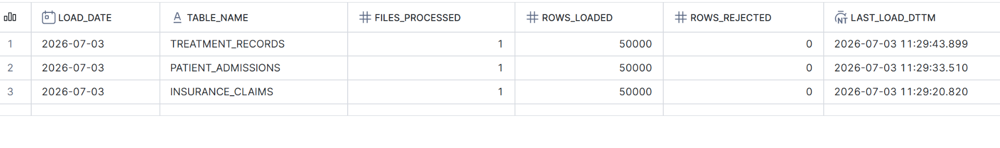 LOAD_DATE TABLE_NAME FILES_PROCESSED ROWS_LOADED ROWS_REJECTED NT LAST_LOAD_DTTM
1 2026-07-03 TREATMENT_RECORDS 1 50000 0 2026-07-03 11:29:43.899
2 2026-07-03 PATIENT_ADMISSIONS 1 50000 0 2026-07-03 11:29:33.510
3 2026-07-03 INSURANCE_CLAIMS 1 50000 0 2026-07-03 11:29:20.820